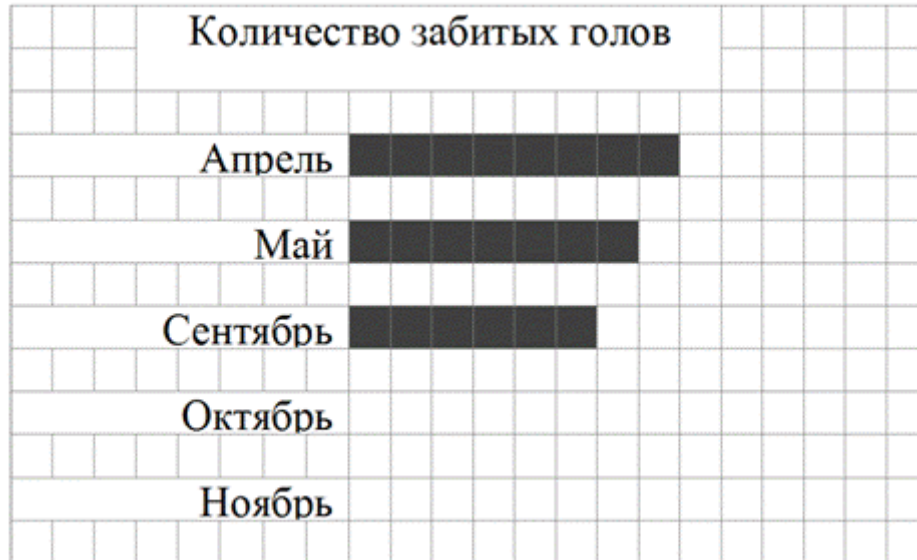 Количество забитых голов
Апрель
Май
Сентябрь
Октябрь
Ноябрь